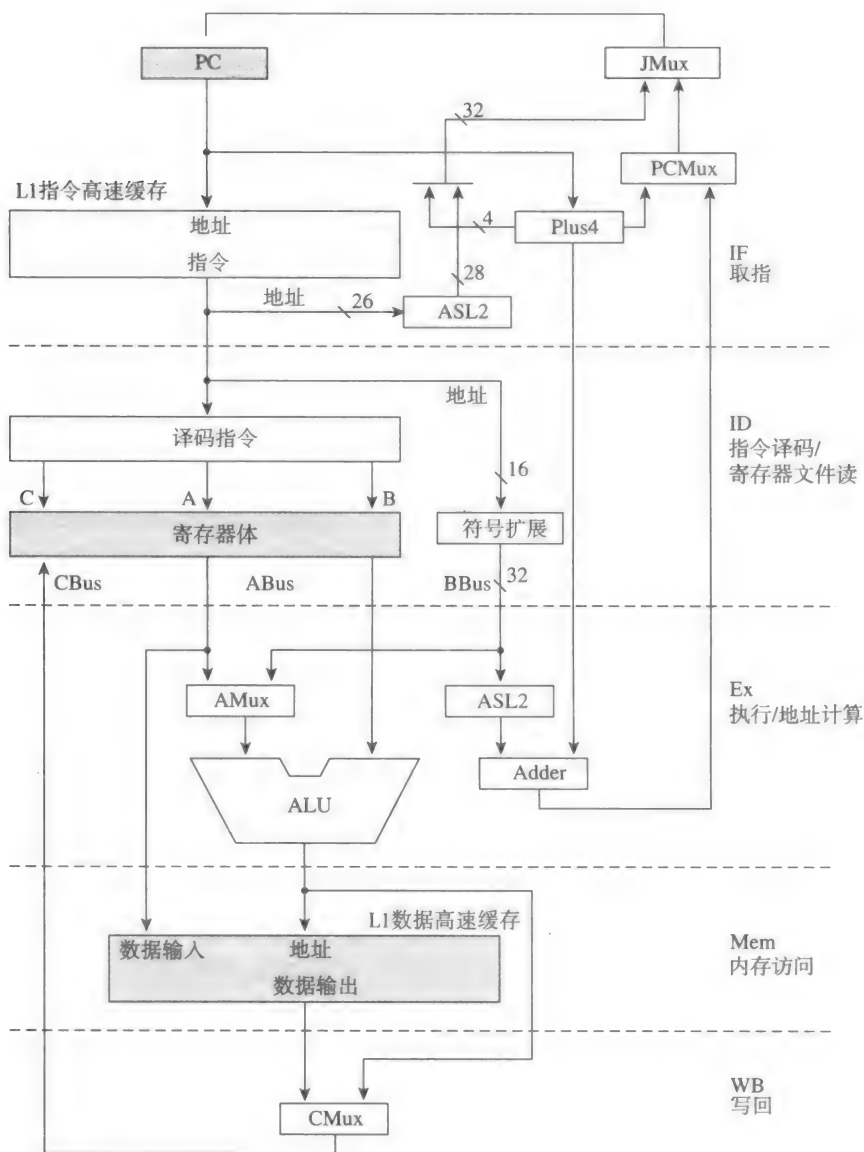 PC
JMux
32
PCMux
L1指令高速缓存
地址
指令
4
Plus4
28
IF
取指
地址
26
ASL2
地址
译码指令
ID
指令译码/
寄存器文件读
16
C
A
B
寄存器体
符号扩展
CBus
ABus
BBus
32
AMux
ASL2
Ex
执行/地址计算
Adder
ALU
L1数据高速缓存
数据输入
地址
数据输出
Mem
内存访问
CMux
WB
写回